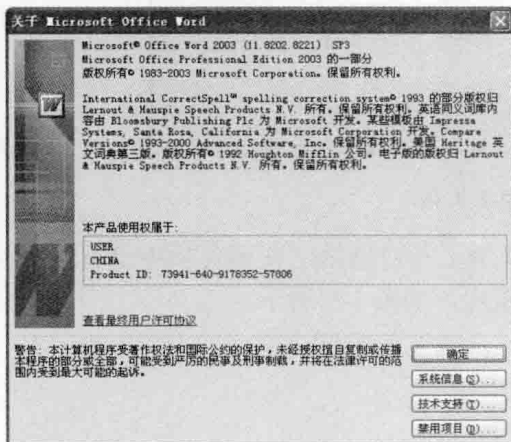 关于 Microsoft Office Word
Microsoft® Office Word 2003 (11.8202.8221) SP3
Microsoft Office Professional Edition 2003 的一部分
版权所有© 1983-2003 Microsoft Corporation。保留所有权利。
International CorrectSpell™ spelling correction system© 1993 的部分版权归
Lernout & Hauspie Speech Products N.V. 所有。保留所有权利。英语同义词库内
容由 Bloomsbury Publishing Plc 为 Microsoft 开发。某些模板由 Impressa
Systems, Santa Rosa, California 为 Microsoft Corporation 开发。Compare
Versions© 1993-2000 Advanced Software, Inc。保留所有权利。美国 Heritage 英
文词典第三版。版权所有© 1992 Houghton Mifflin 公司。电子版的版权归 Lernout
& Hauspie Speech Products N.V. 所有。保留所有权利。
本产品使用权属于:
USER
CHINA
Product ID: 73941-640-9178352-57806
查看最终用户许可协议
警告: 本计算机程序受著作权法和国际公约的保护，未经授权擅自复制或传播
本程序的部分或全部，可能受到严厉的民事及刑事制裁，并将在法律许可的范
围内受到最大可能的起诉。
确定
系统信息(S)...
技术支持(T)...
禁用项目(D)...